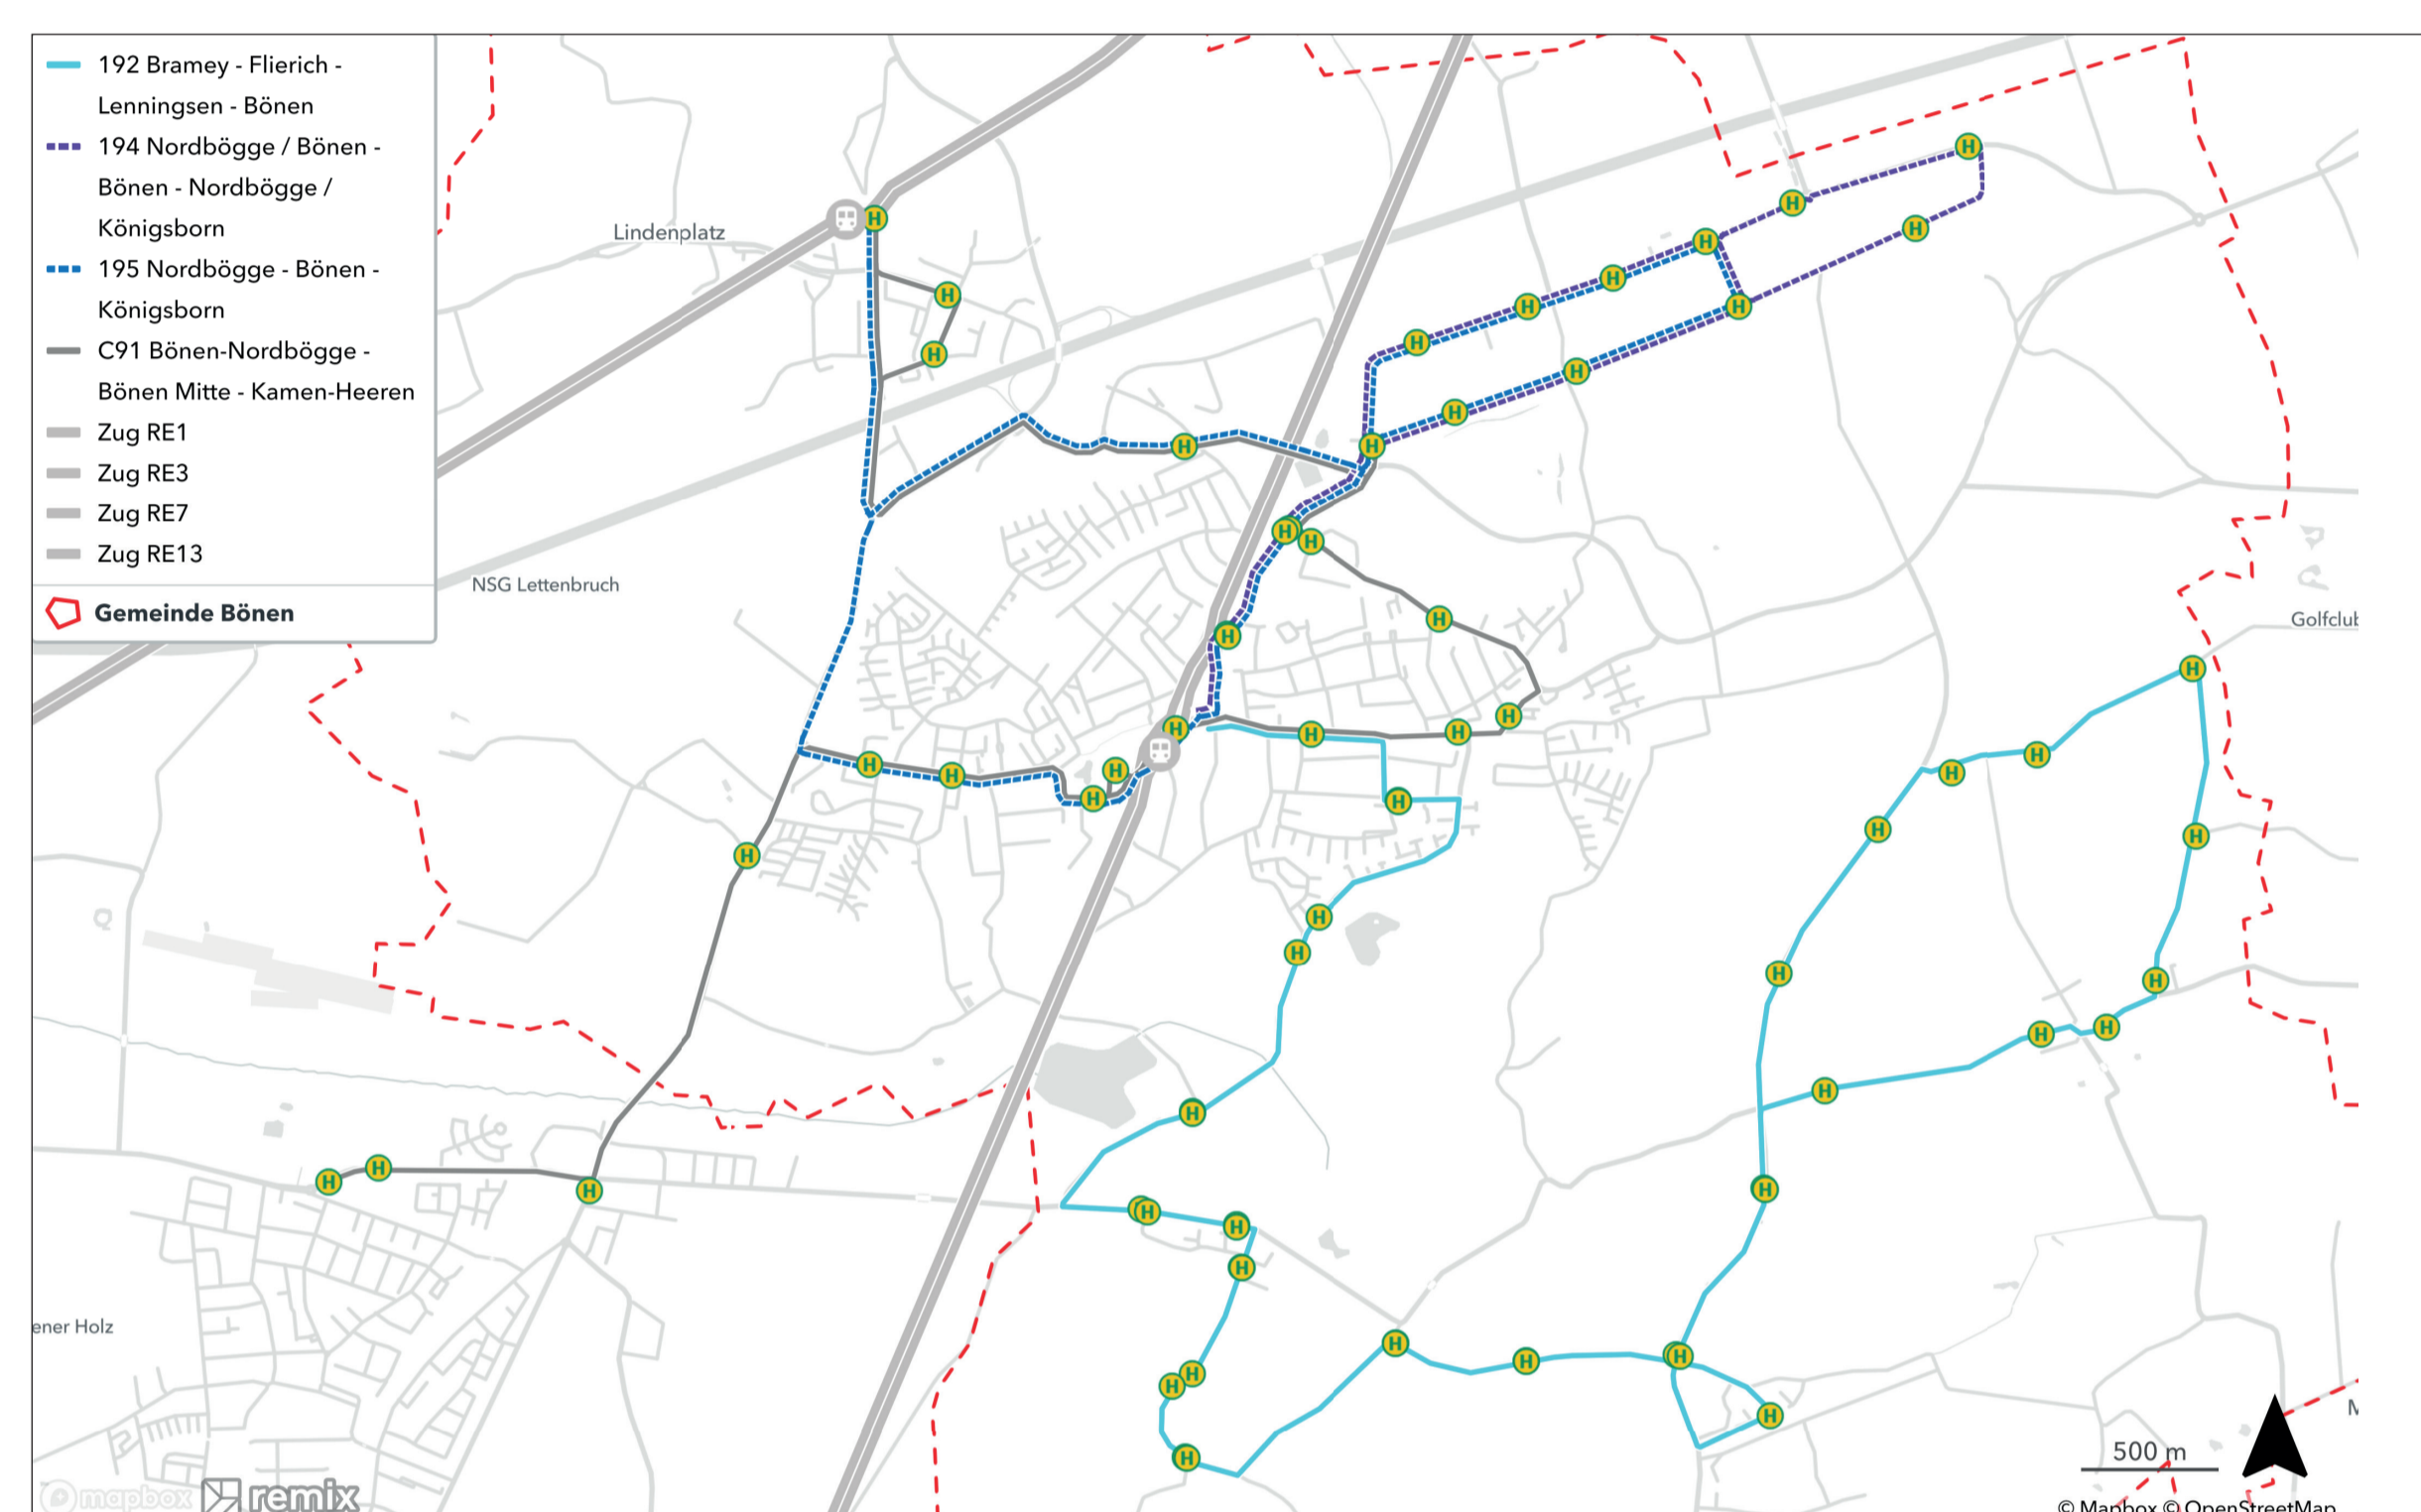 192 Bramey - Flierich -
Lenningsen - Bönen
194 Nordbögge / Bönen -
Bönen - Nordbögge /
Königsborn
195 Nordbögge - Bönen -
Königsborn
C91 Bönen-Nordbögge -
Bönen Mitte - Kamen-Heeren
Zug RE1
Zug RE3
Zug RE7
Zug RE13
Gemeinde Bönen
Lindenplatz
NSG Lettenbruch
Golfclub
ener Holz
M
500 m
mapbox
remix
© Mapbox © OpenStreetMap